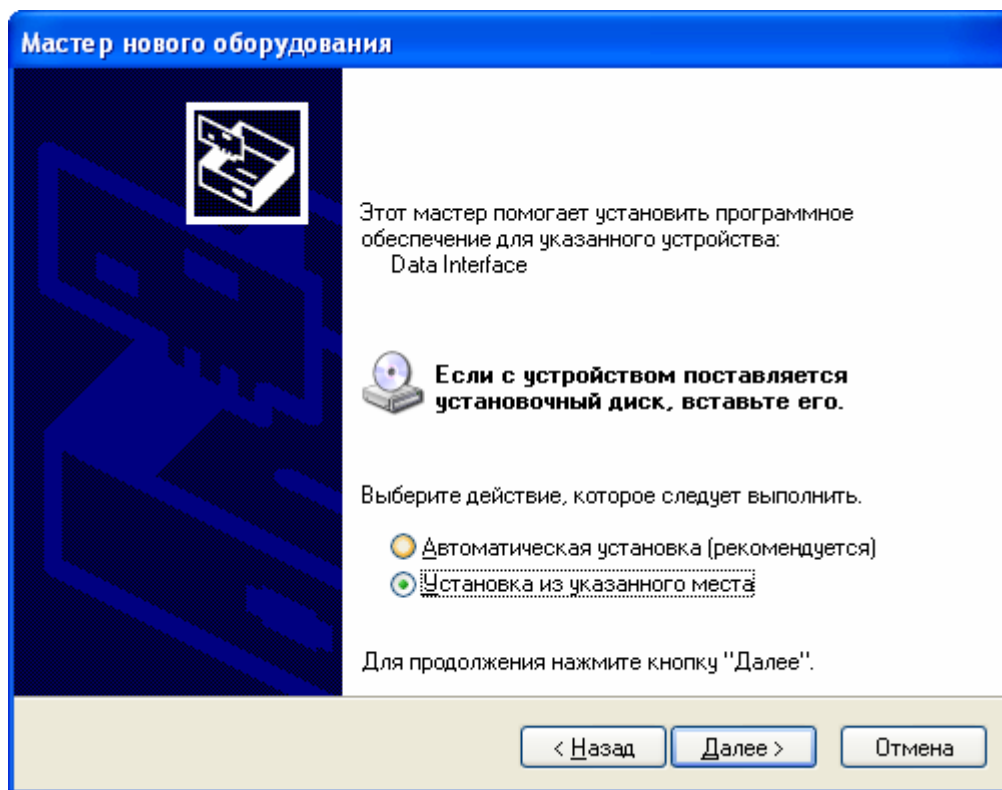 Мастер нового оборудования
Этот мастер помогает установить программное
обеспечение для указанного устройства:
Data Interface
Если с устройством поставляется
установочный диск, вставьте его.
Выберите действие, которое следует выполнить.
Автоматическая установка (рекомендуется)
Установка из указанного места
Для продолжения нажмите кнопку "Далее".
< Назад
Далее >
Отмена